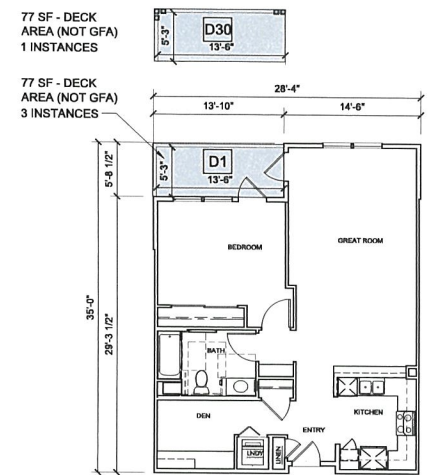 77 SF - DECK
AREA (NOT GFA)
1 INSTANCES
5'-3"
D30
13'-6"
77 SF - DECK
AREA (NOT GFA)
3 INSTANCES
28'-4"
13'-10"
14'-6"
5'-8 1/2"
5'-3"
D1
13'-6"
BEDROOM
GREAT ROOM
35'-0"
29'-3 1/2"
BATH
DEN
KITCHEN
ENTRY
LNDY
LINEN